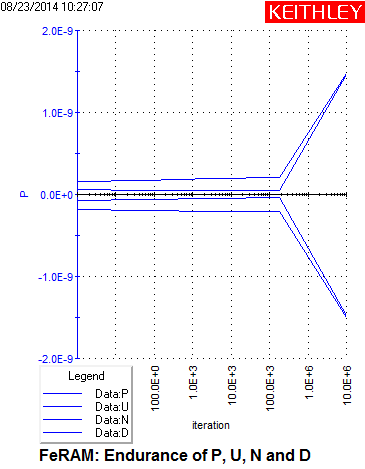 08/23/2014 10:27:07
KEITHLEY
2.0E-9
1.0E-9
P
0.0E+0
-1.0E-9
-2.0E-9
100.0E+0
1.0E+3
10.0E+3
100.0E+3
1.0E+6
10.0E+6
iteration
Legend
Data:P
Data:U
Data:N
Data:D
FeRAM: Endurance of P, U, N and D